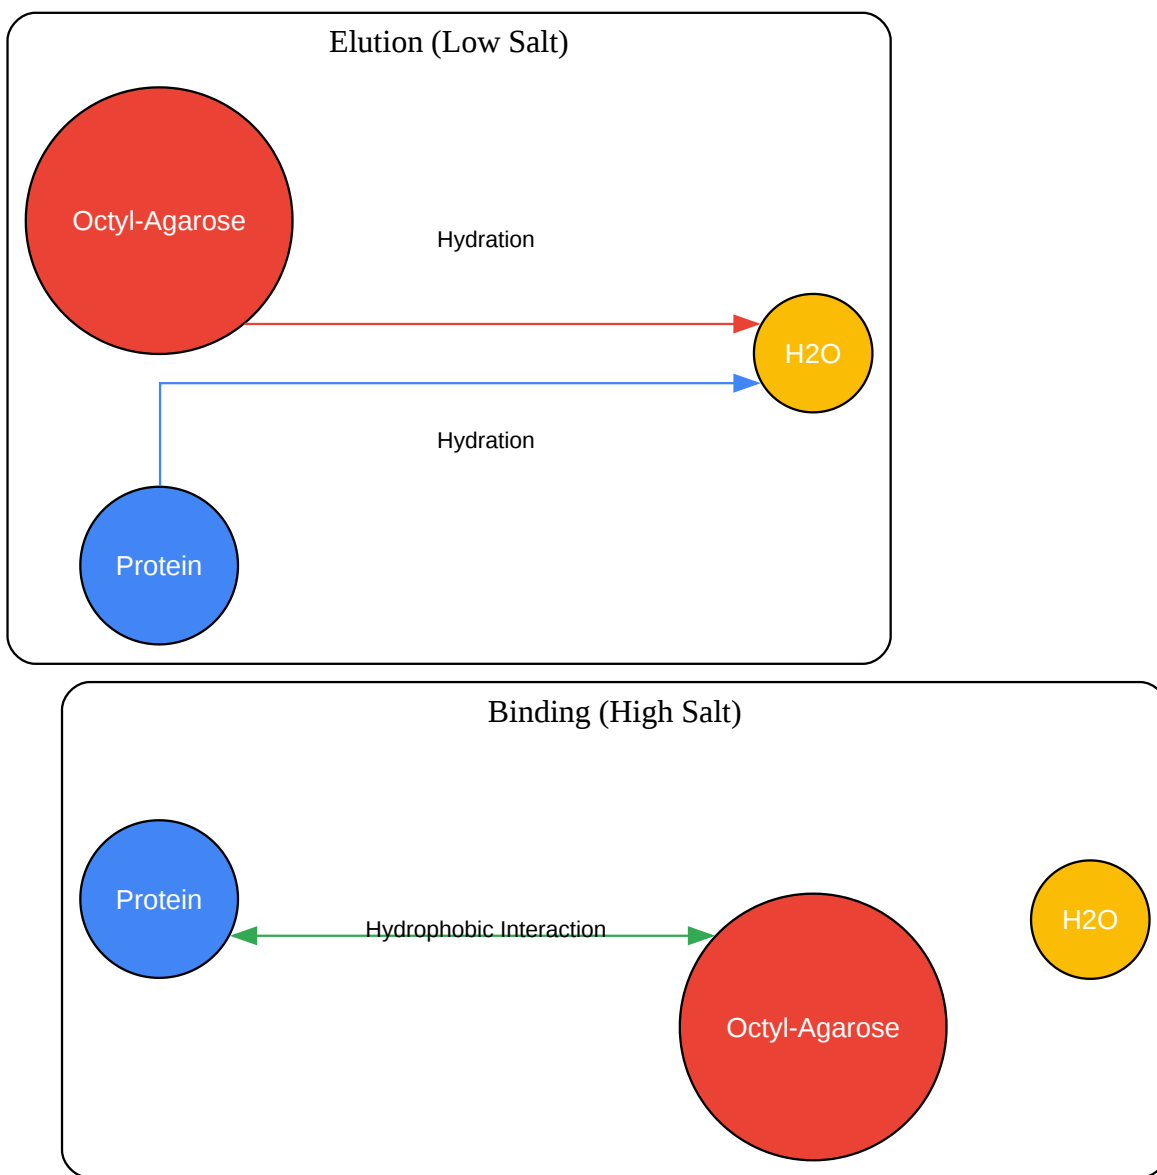 Elution (Low Salt)
Octyl-Agarose
Hydration
H2O
Hydration
Protein
Binding (High Salt)
Protein
Hydrophobic Interaction
H2O
Octyl-Agarose